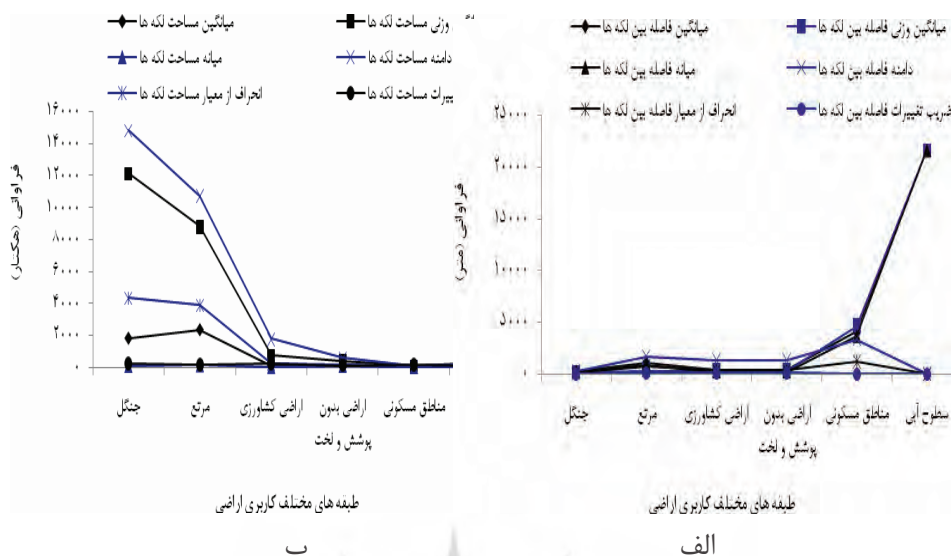 میانگین فاصله بین لکه ها
میانگین وزنی فاصله بین لکه ها
میانه فاصله بین لکه ها
دامنه فاصله بین لکه ها
انحراف از معیار فاصله بین لکه ها
ضریب تغییرات فاصله بین لکه ها
فراوانی (متر)
۲۵۰۰۰
۲۰۰۰۰
۱۵۰۰۰
۱۰۰۰۰
۵۰۰۰
۰
جنگل
مرتع
اراضی کشاورزی
اراضی بدون پوشش و لخت
مناطق مسکونی
سطوح آبی
طبقه های مختلف کاربری اراضی
الف
میانگین مساحت لکه ها
وزنی مساحت لکه ها
میانه مساحت لکه ها
دامنه مساحت لکه ها
انحراف از معیار مساحت لکه ها
ییرات مساحت لکه ها
فراوانی (هکتار)
۱۶۰۰۰
۱۴۰۰۰
۱۲۰۰۰
۱۰۰۰۰
۸۰۰۰
۶۰۰۰
۴۰۰۰
۲۰۰۰
۰
جنگل
مرتع
اراضی کشاورزی
اراضی بدون
پوشش و لخت
مناطق مسکونی
طبقه های مختلف کاربری اراضی
ب